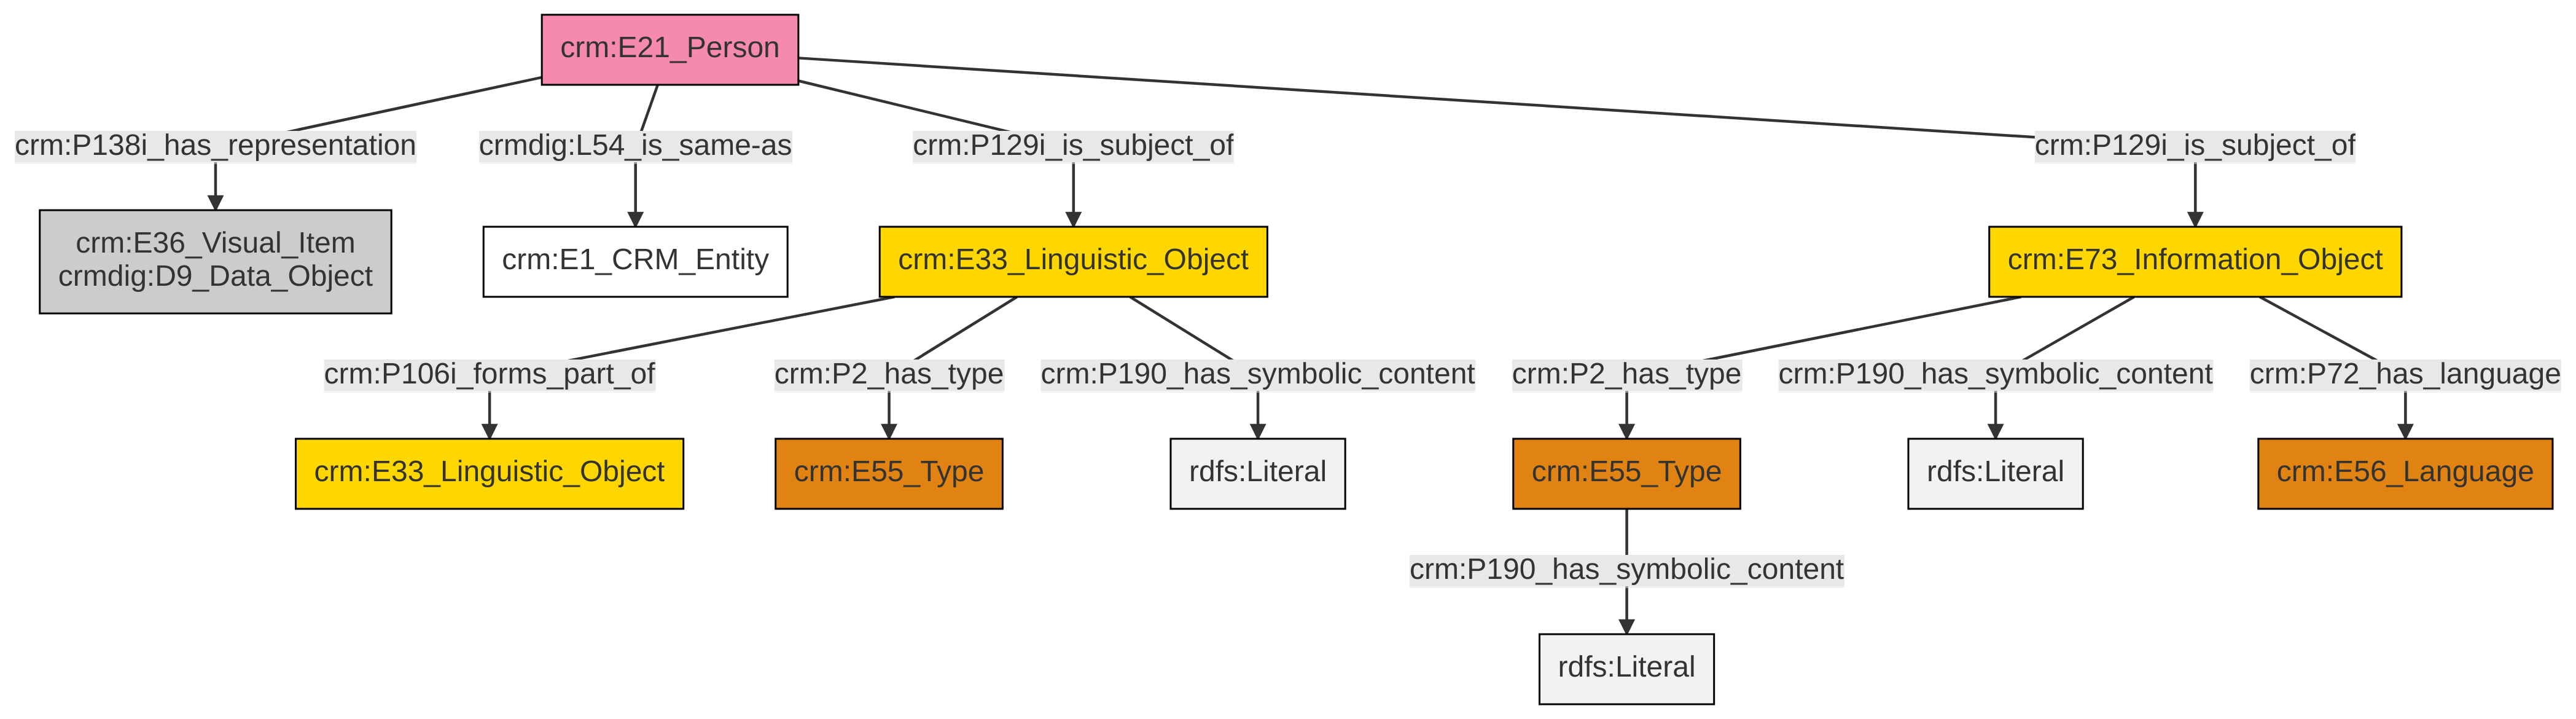 crm:E21_Person
crm:P138i_has_representation
crmdig:L54_is_same-as
crm:P129i_is_subject_of
crm:P129i_is_subject_of
crm:E36_Visual_Item
crmdig:D9_Data_Object
crm:E1_CRM_Entity
crm:E33_Linguistic_Object
crm:E73_Information_Object
crm:P106i_forms_part_of
crm:P2_has_type
crm:P190_has_symbolic_content
crm:P2_has_type
crm:P190_has_symbolic_content
crm:P72_has_language
crm:E33_Linguistic_Object
crm:E55_Type
rdfs:Literal
crm:E55_Type
rdfs:Literal
crm:E56_Language
crm:P190_has_symbolic_content
rdfs:Literal